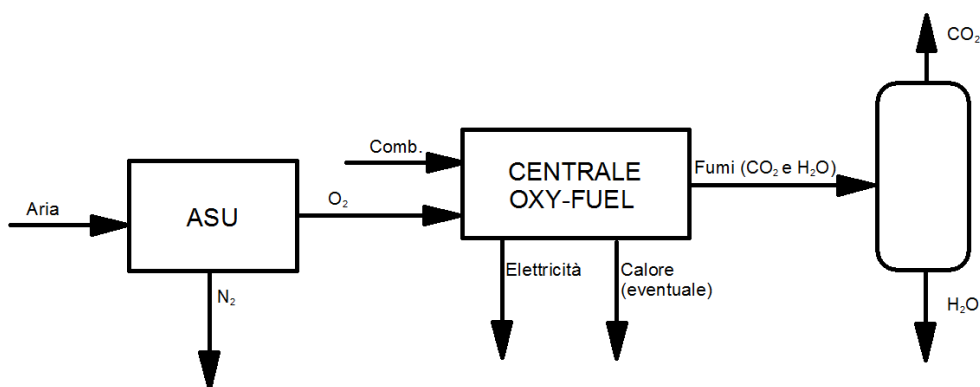 Aria
ASU
N₂
O₂
Comb.
CENTRALE
OXY-FUEL
Elettricità
Calore
(eventuale)
Fumi (CO₂ e H₂O)
CO₂
H₂O